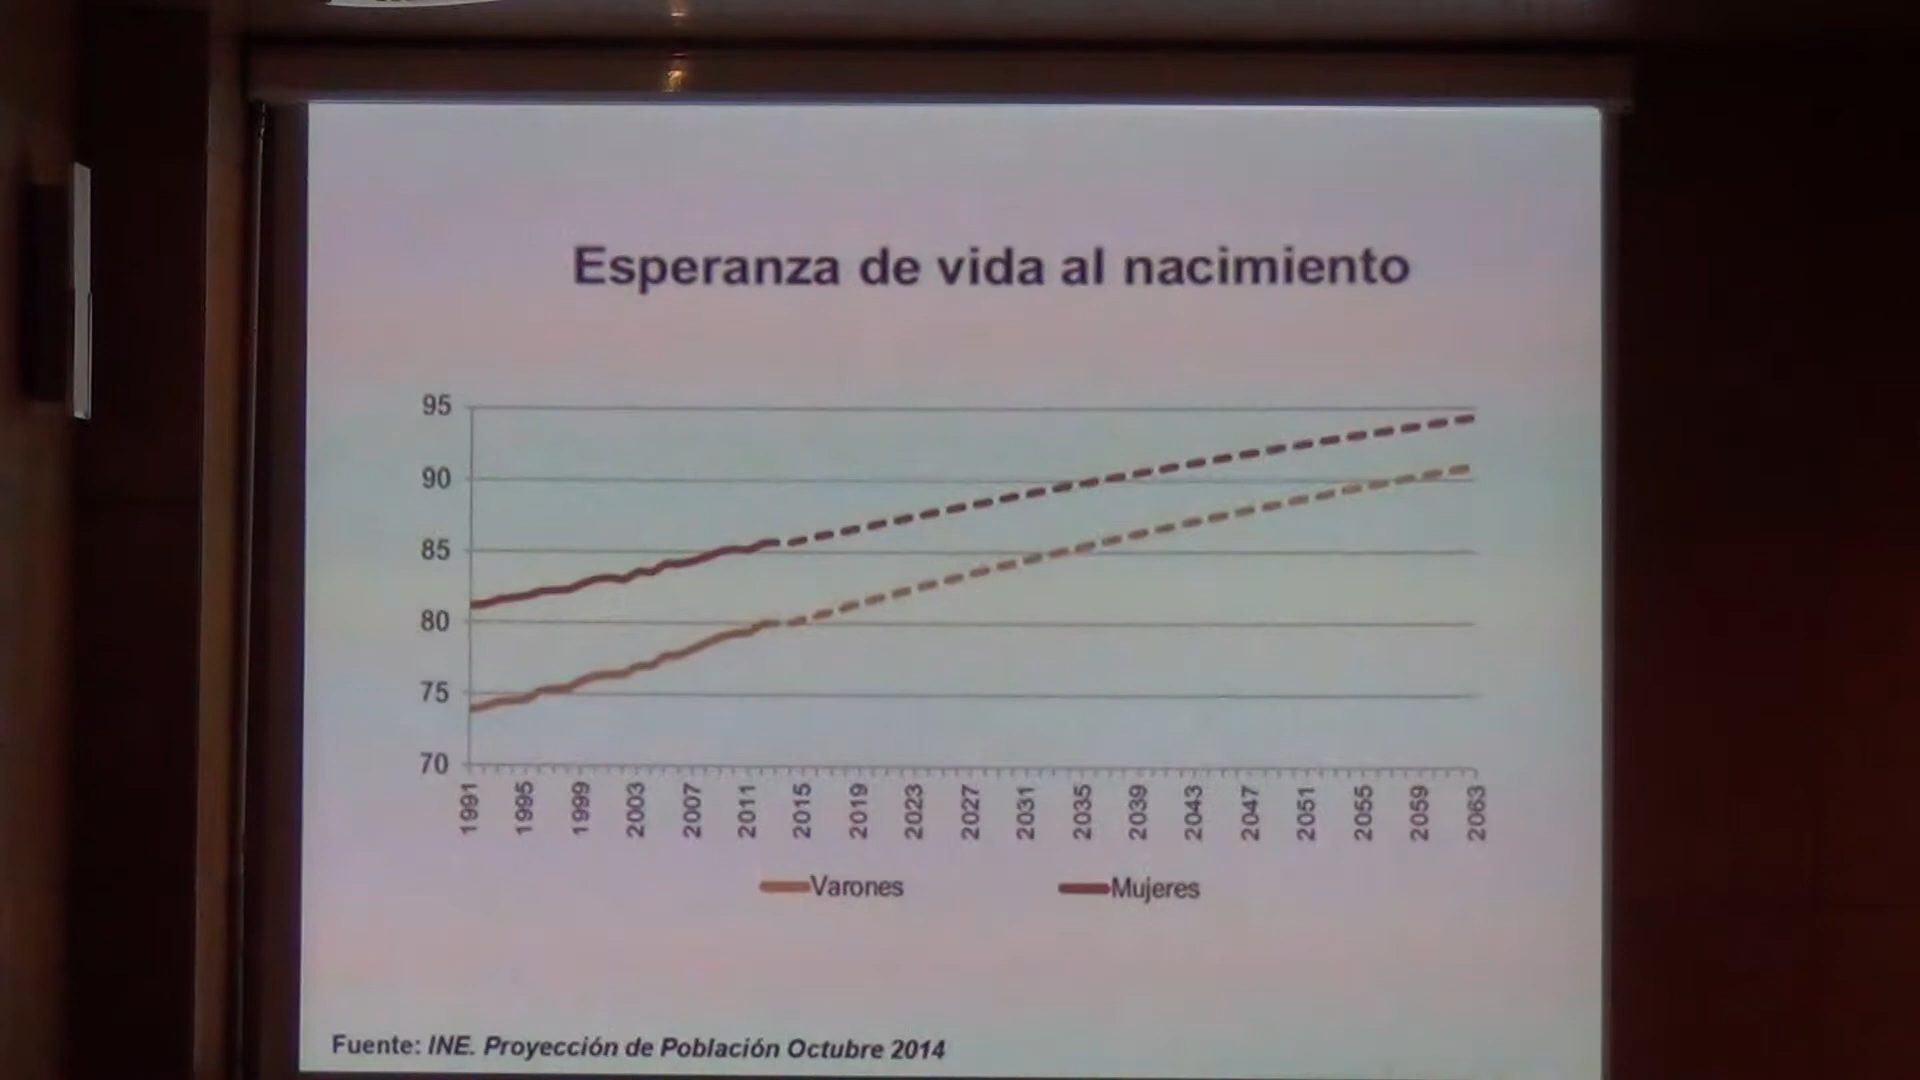 Esperanza de vida al nacimiento
95
90
85
80
75
70
1991 1995 1999 2003 2007 2011 2015 2019 2023 2027 2031 2035 2039 2043 2047 2051 2055 2059 2063
Varones Mujeres
Fuente: INE. Proyección de Población Octubre 2014